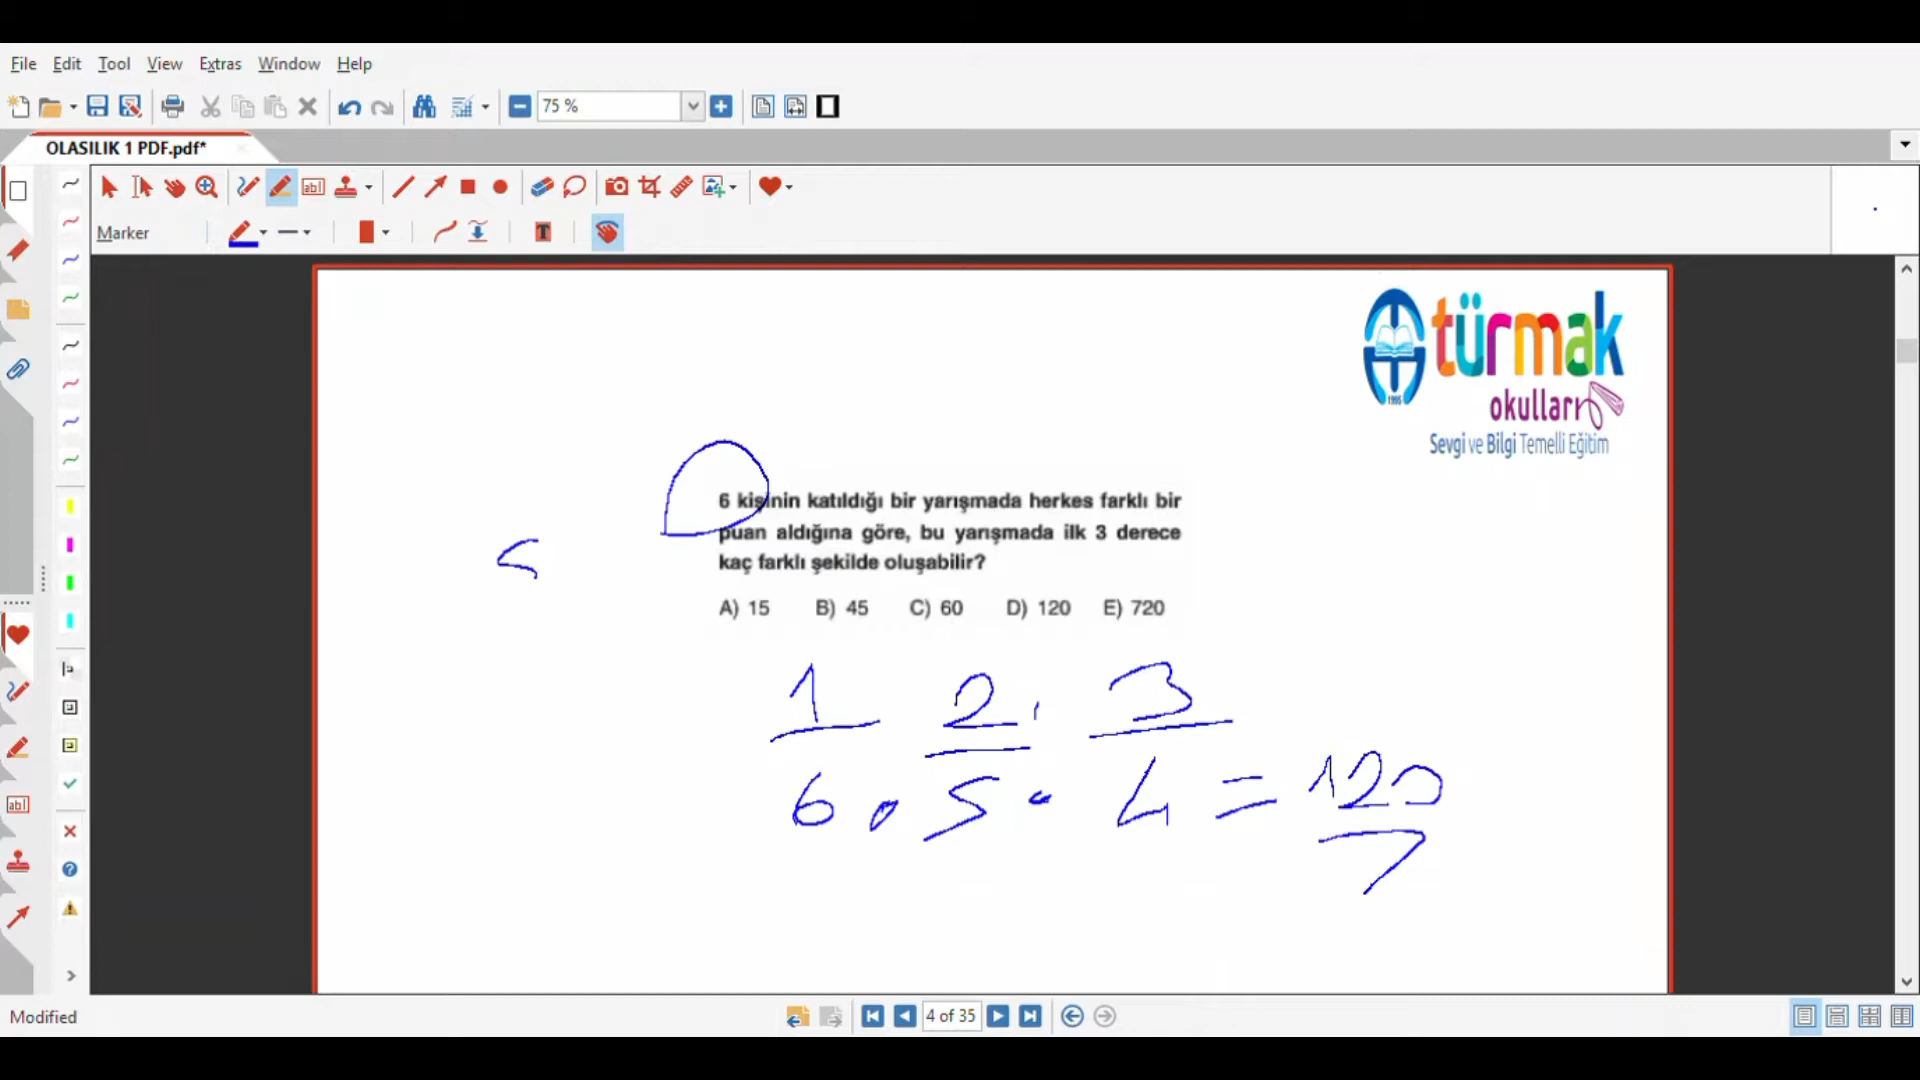 File Edit Tool View Extras Window Help
75 %
OLASILIK 1 PDF.pdf*
Marker
türmak
okulları
1995
Sevgi ve Bilgi Temelli Eğitim
6 kişinin katıldığı bir yarışmada herkes farklı bir
puan aldığına göre, bu yarışmada ilk 3 derece
kaç farklı şekilde oluşabilir?
A) 15 B) 45 C) 60 D) 120 E) 720
1 2 3
6 . 5 . 4 = 120
Modified
4 of 35